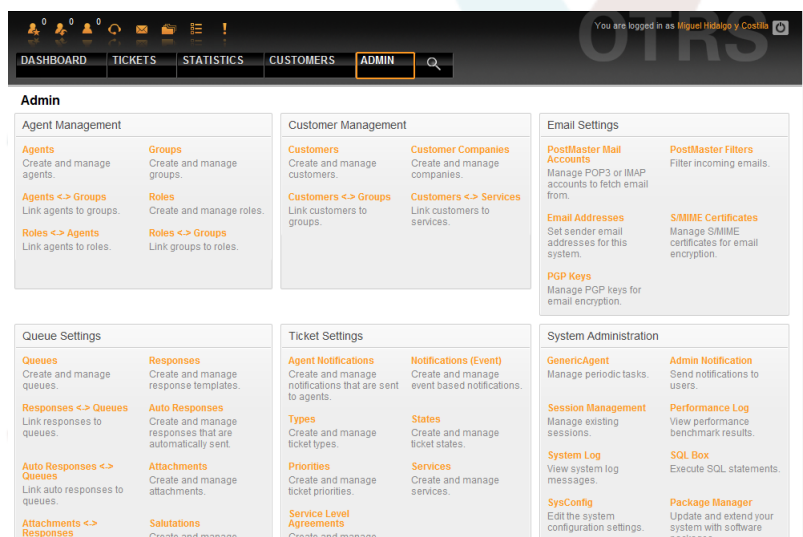 0 0 0
You are logged in as Miguel Hidalgo y Costilla
OTRS
DASHBOARD TICKETS STATISTICS CUSTOMERS ADMIN
Admin
Agent Management
Agents
Create and manage
agents.
Groups
Create and manage
groups.
Agents <-> Groups
Link agents to groups.
Roles
Create and manage roles.
Roles <-> Agents
Link agents to roles.
Roles <-> Groups
Link groups to roles.
Customer Management
Customers
Create and manage
customers.
Customer Companies
Create and manage
companies.
Customers <-> Groups
Link customers to
groups.
Customers <-> Services
Link customers to
services.
Email Settings
PostMaster Mail
Accounts
Manage POP3 or IMAP
accounts to fetch email
from.
PostMaster Filters
Filter incoming emails.
Email Addresses
Set sender email
addresses for this
system.
S/MIME Certificates
Manage S/MIME
certificates for email
encryption.
PGP Keys
Manage PGP keys for
email encryption.
Queue Settings
Queues
Create and manage
queues.
Responses
Create and manage
response templates.
Responses <-> Queues
Link responses to
queues.
Auto Responses
Create and manage
responses that are
automatically sent.
Auto Responses <->
Queues
Link auto responses to
queues.
Attachments
Create and manage
attachments.
Attachments <->
Responses
Salutations
Create and manage
Ticket Settings
Agent Notifications
Create and manage
notifications that are sent
to agents.
Notifications (Event)
Create and manage
event based notifications.
Types
Create and manage
ticket types.
States
Create and manage
ticket states.
Priorities
Create and manage
ticket priorities.
Services
Create and manage
services.
Service Level
Agreements
Create and manage
System Administration
GenericAgent
Manage periodic tasks.
Admin Notification
Send notifications to
users.
Session Management
Manage existing
sessions.
Performance Log
View performance
benchmark results.
System Log
View system log
messages.
SQL Box
Execute SQL statements.
SysConfig
Edit the system
configuration settings.
Package Manager
Update and extend your
system with software